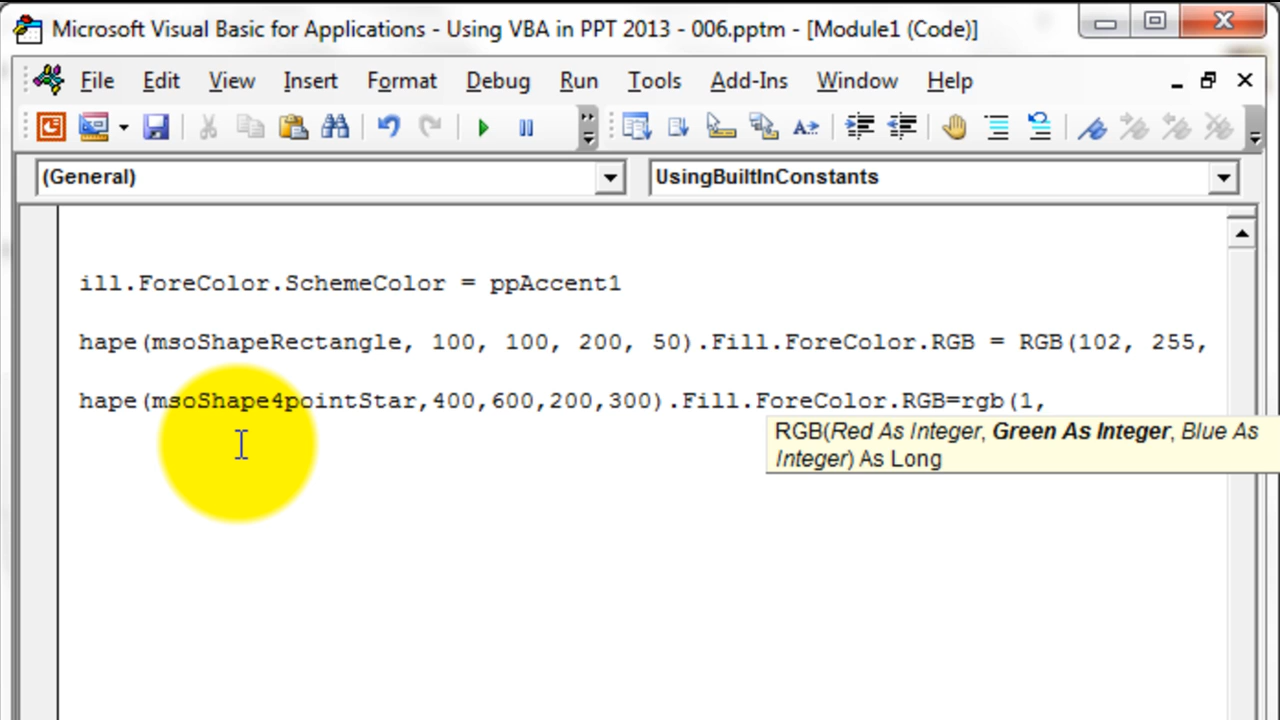 Microsoft Visual Basic for Applications - Using VBA in PPT 2013 - 006.pptm - [Module1 (Code)]
File Edit View Insert Format Debug Run Tools Add-Ins Window Help
(General) UsingBuiltInConstants
ill.ForeColor.SchemeColor = ppAccent1
hape(msoShapeRectangle, 100, 100, 200, 50).Fill.ForeColor.RGB = RGB(102, 255,
hape(msoShape4pointStar,400,600,200,300).Fill.ForeColor.RGB=rgb(1,
RGB(Red As Integer, Green As Integer, Blue As
Integer) As Long